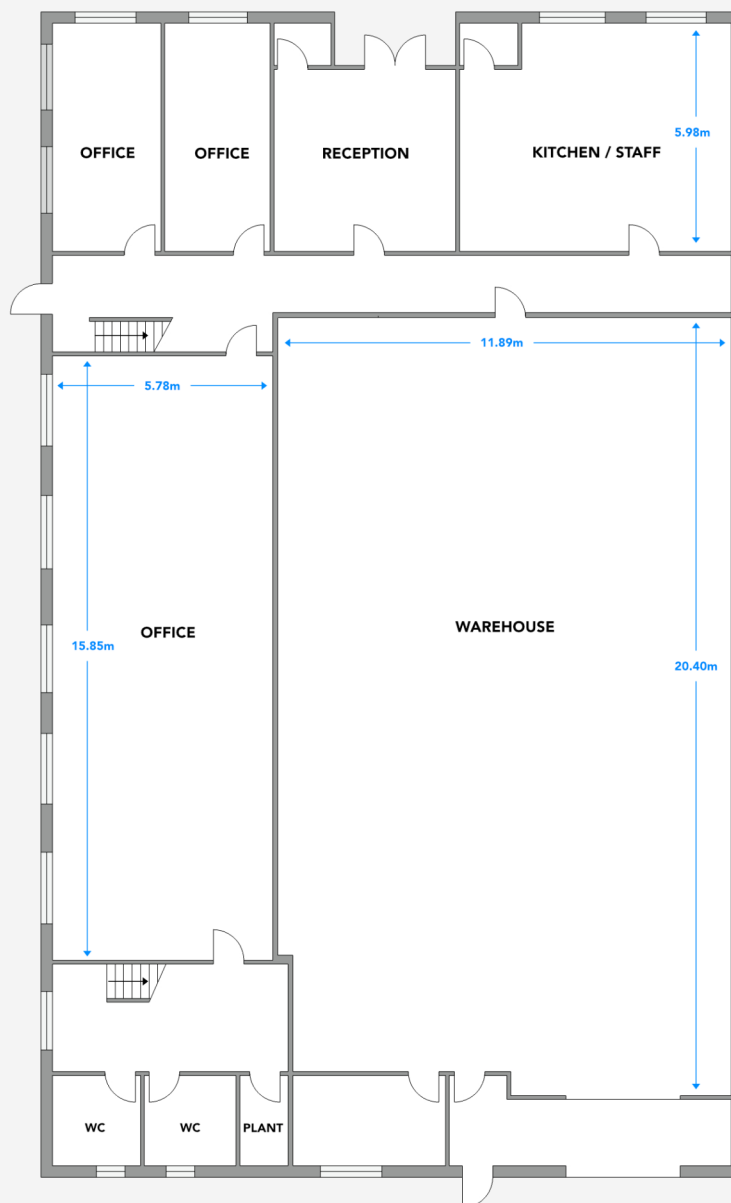 5.98m
OFFICE
OFFICE
RECEPTION
KITCHEN / STAFF
11.89m
5.78m
WAREHOUSE
OFFICE
15.85m
20.40m
WC
WC
PLANT